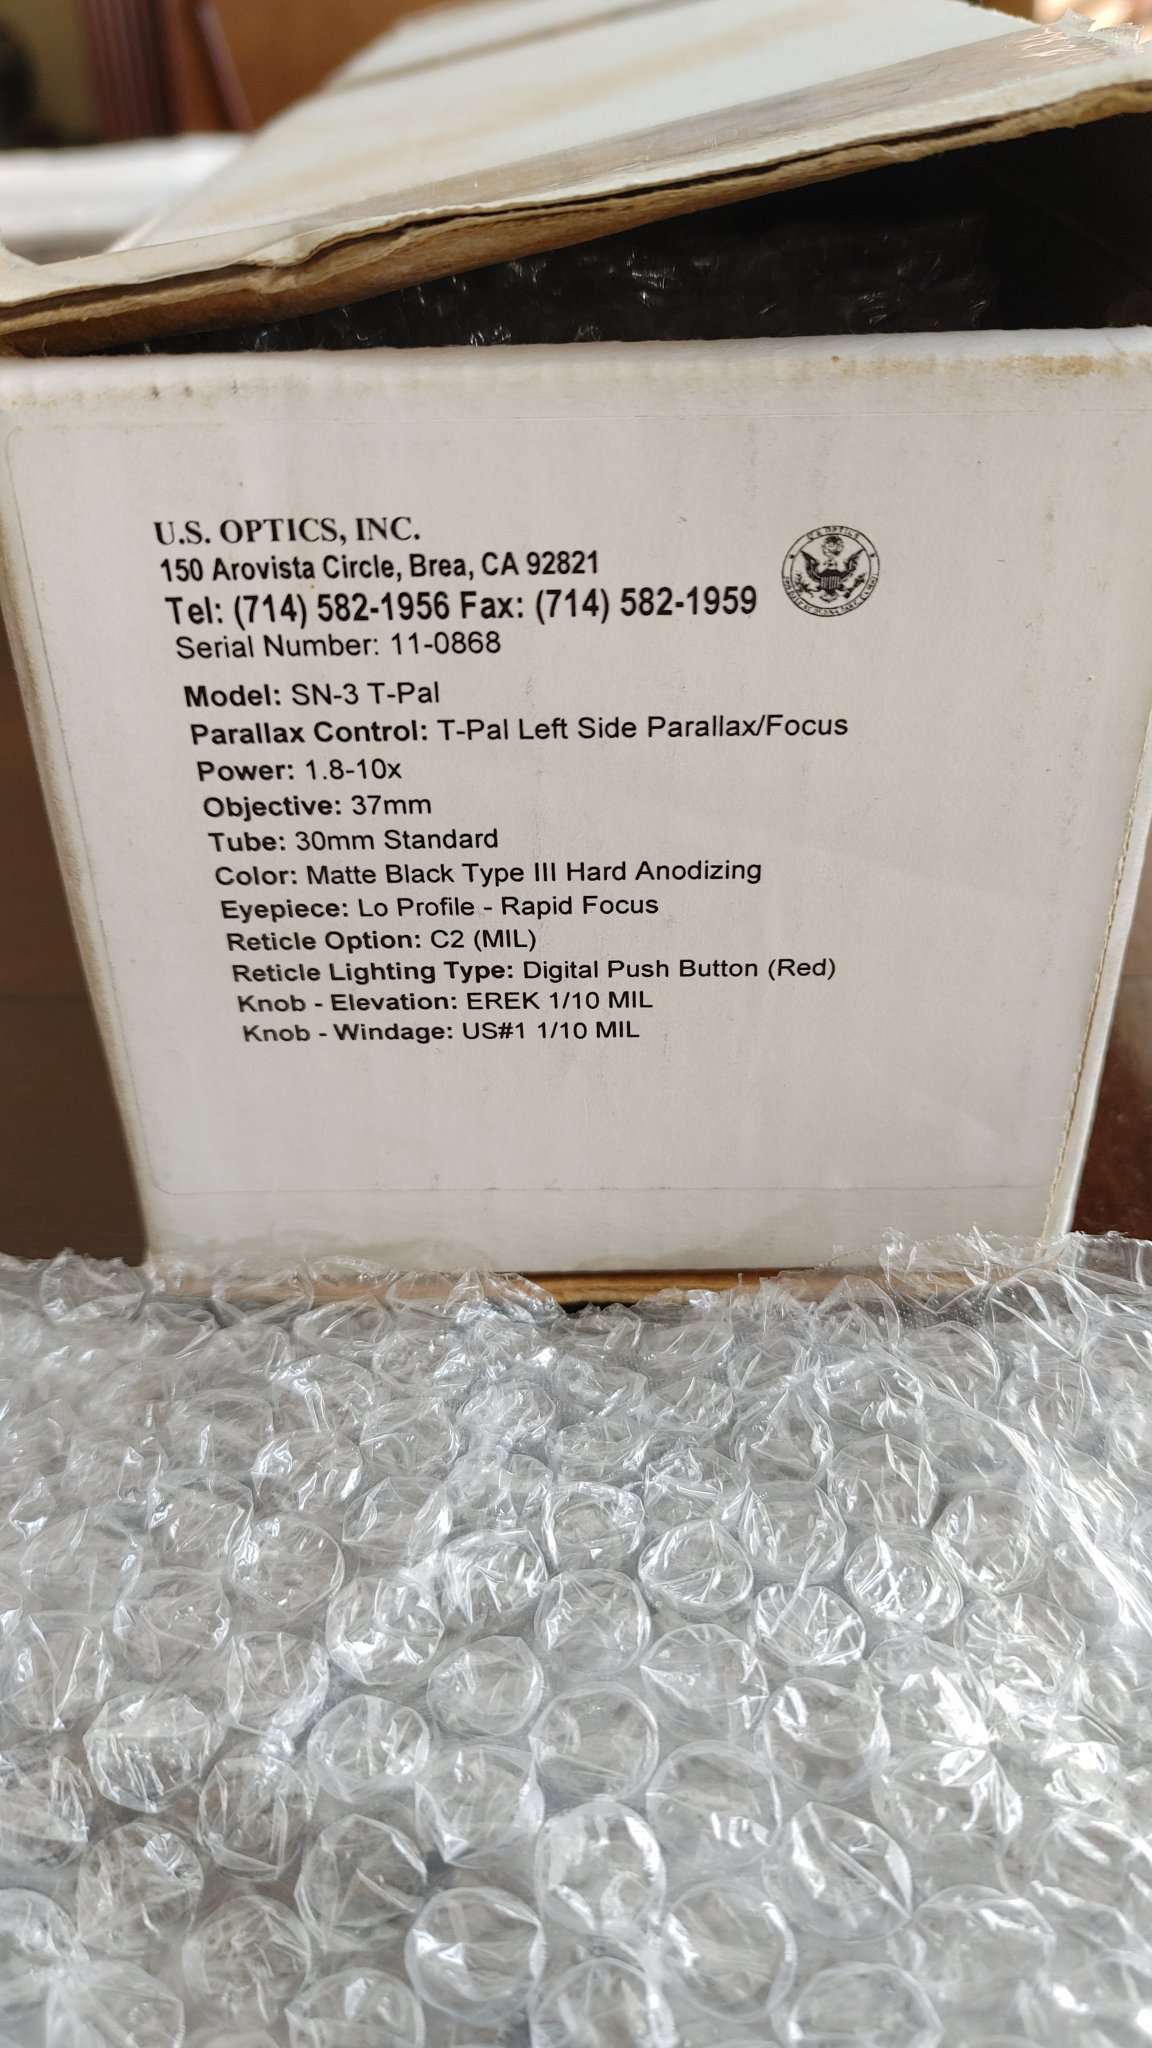 U.S. OPTICS, INC.
150 Arovista Circle, Brea, CA 92821
Tel: (714) 582-1956 Fax: (714) 582-1959
Serial Number: 11-0868
Model: SN-3 T-Pal
Parallax Control: T-Pal Left Side Parallax/Focus
Power: 1.8-10x
Objective: 37mm
Tube: 30mm Standard
Color: Matte Black Type III Hard Anodizing
Eyepiece: Lo Profile - Rapid Focus
Reticle Option: C2 (MIL)
Reticle Lighting Type: Digital Push Button (Red)
Knob - Elevation: EREK 1/10 MIL
Knob - Windage: US#1 1/10 MIL